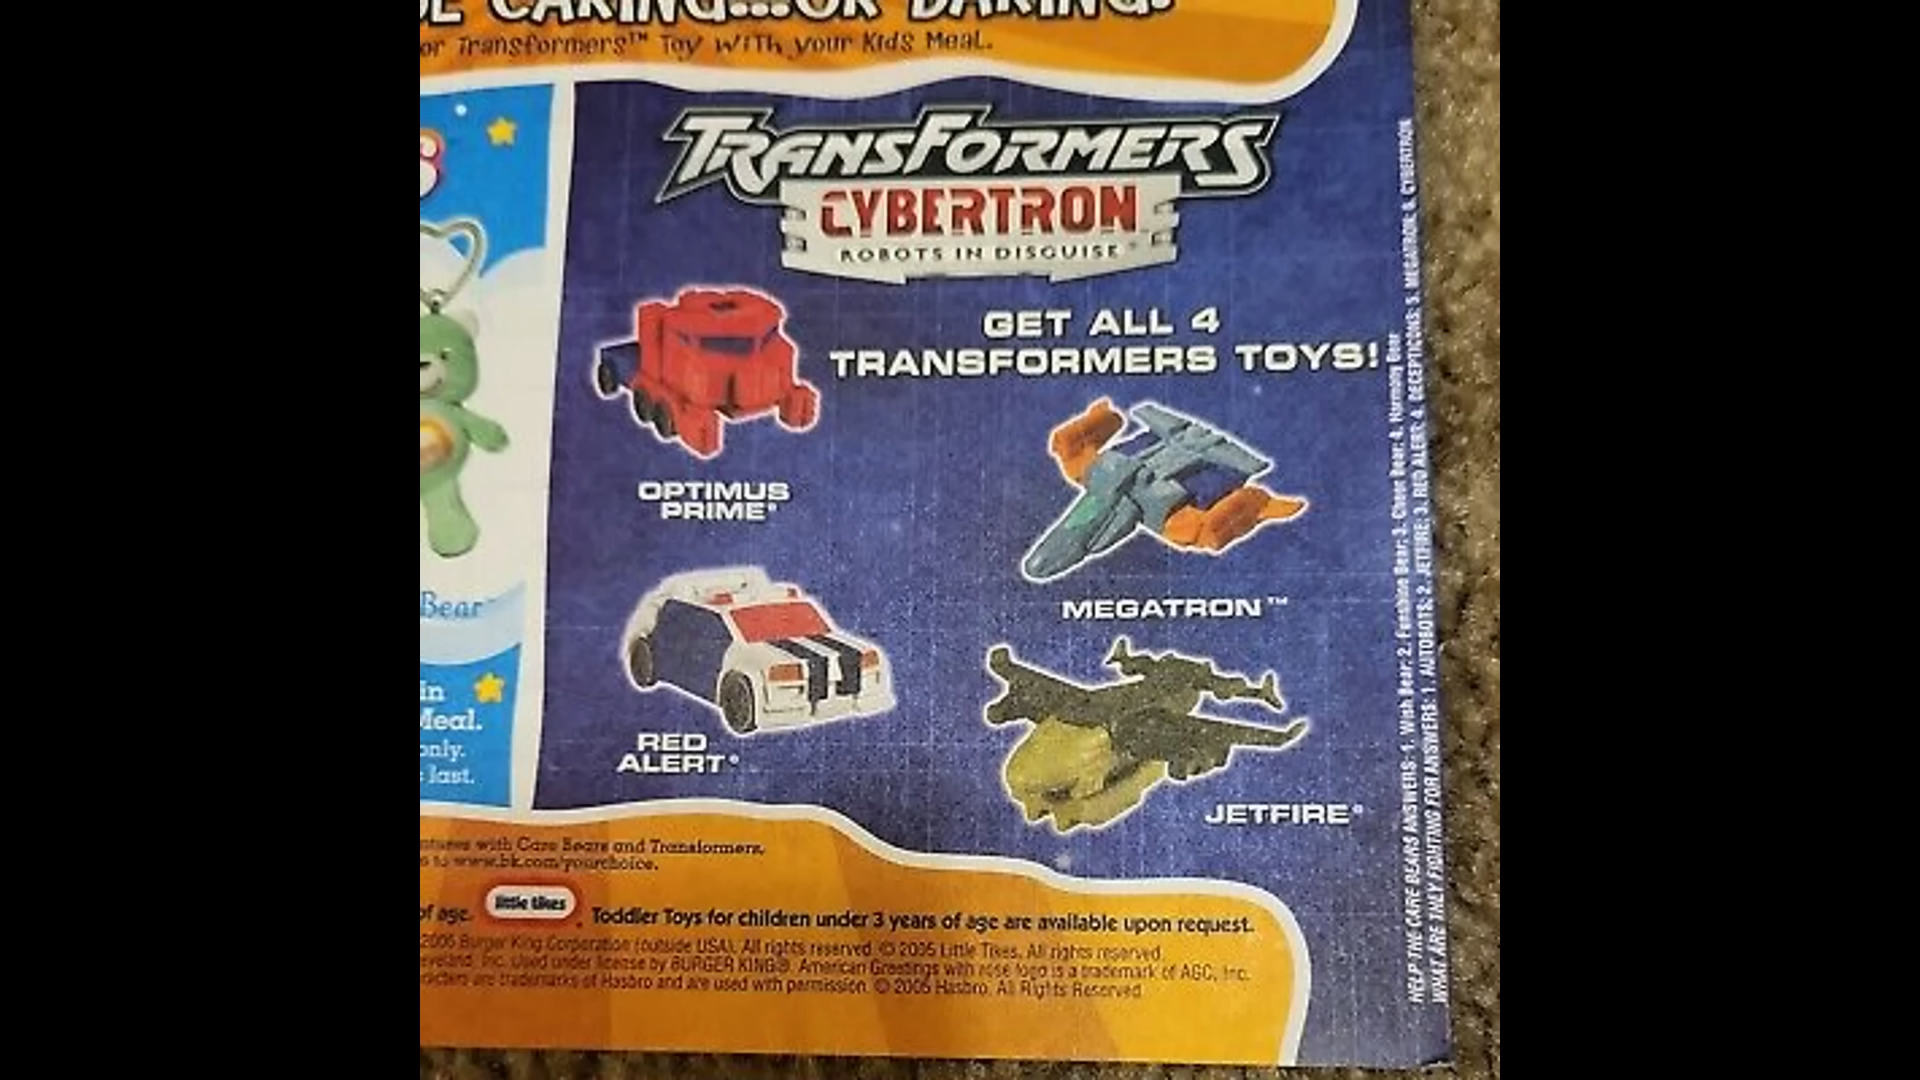 CARING...OR DARING!
or Transformers™ Toy with your Kids Meal.
TRANSFORMERS
CYBERTRON
ROBOTS IN DISGUISE®
GET ALL 4
TRANSFORMERS TOYS!
OPTIMUS
PRIME®
MEGATRON™
RED
ALERT®
JETFIRE®
Bear™
in
Meal.
only.
last.
with Care Bears and Transformers,
to www.bk.com/yourchoice.
of age.
little tikes
Toddler Toys for children under 3 years of age are available upon request.
2005 Burger King Corporation (outside USA). All rights reserved. © 2005 Little Tikes. All rights reserved.
Inc. used under license by BURGER KING®. American Greetings with rose logo is a trademark of AGC, Inc.
are trademarks of Hasbro and are used with permission. © 2005 Hasbro. All Rights Reserved.
HELP THE CARE BEARS ANSWERS: 1. Wish Bear; 2. Funshine Bear; 3. Cheer Bear; 4. Harmony Bear
WHAT ARE THEY FIGHTING FOR ANSWERS: 1. AUTOBOTS; 2. JETFIRE; 3. RED ALERT; 4. DECEPTICONS; 5. MEGATRON; 6. CYBERTRON